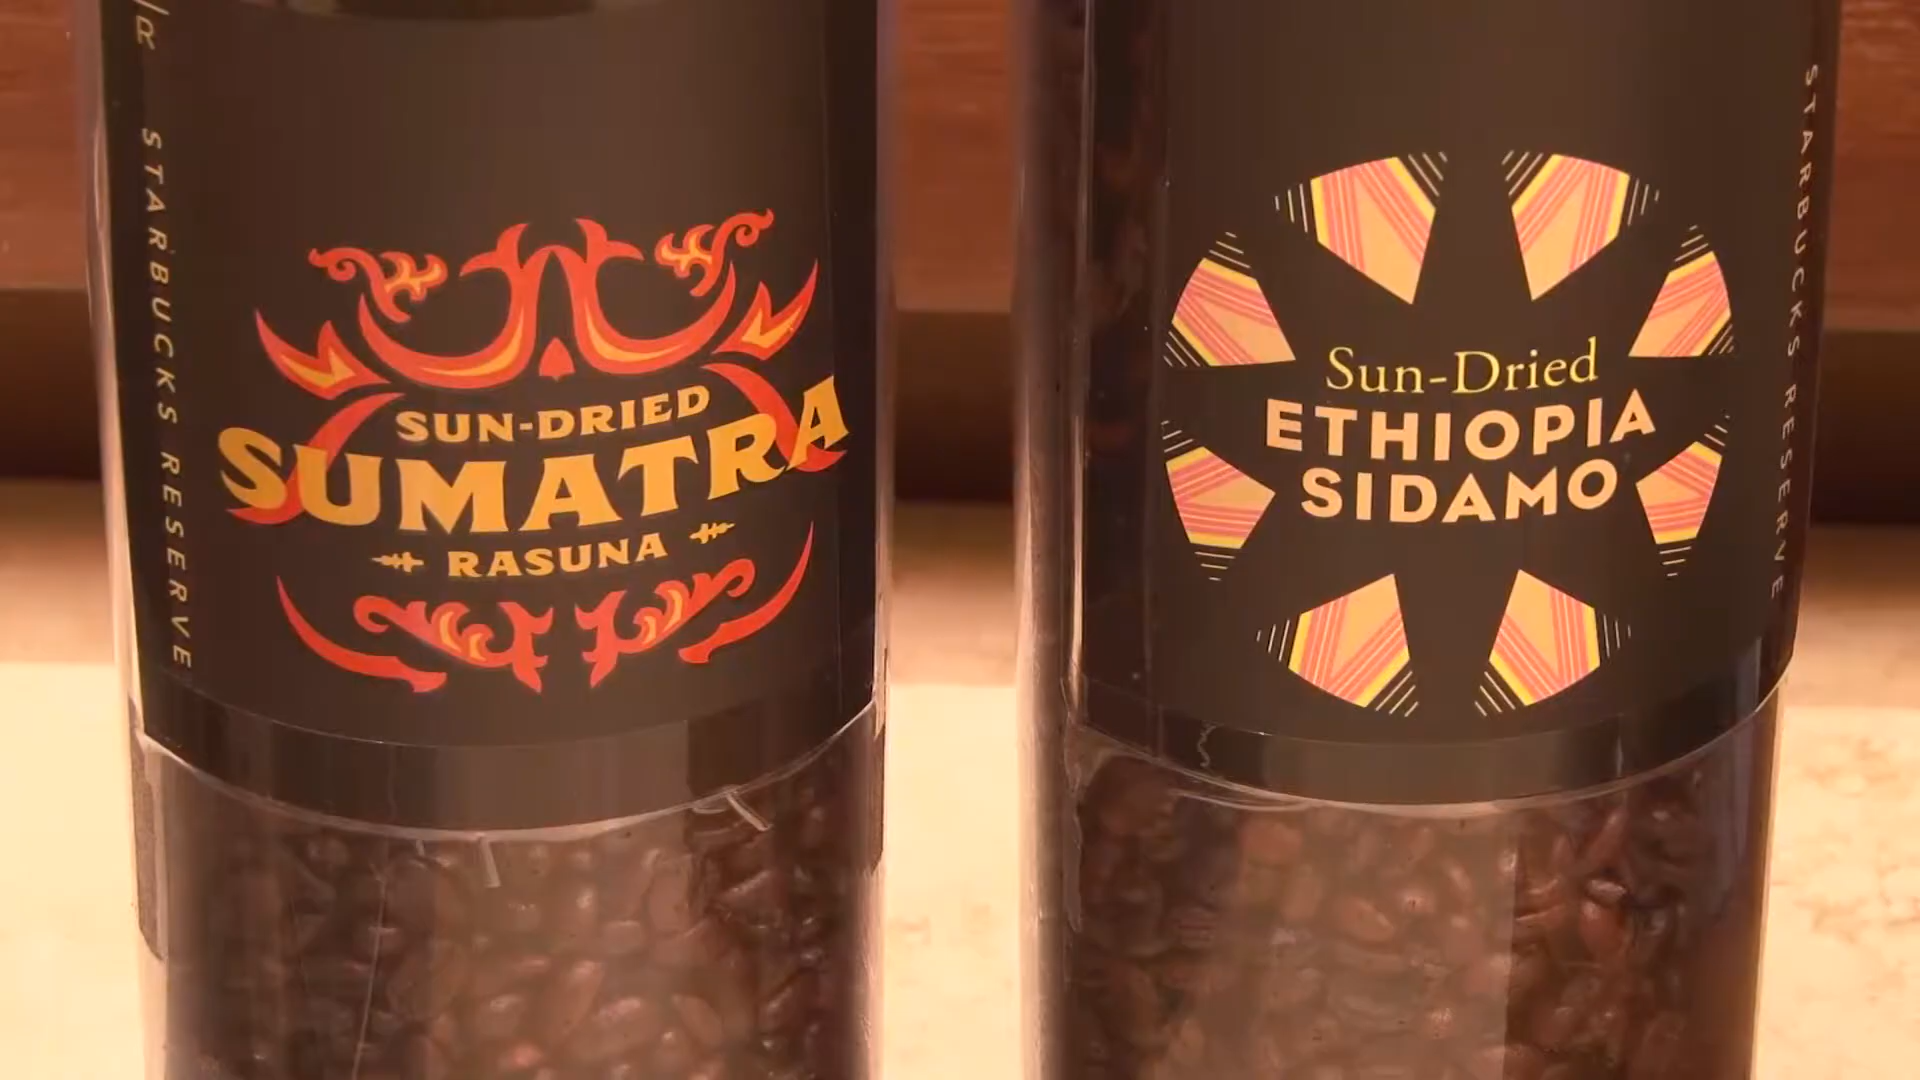 R STARBUCKS RESERVE
SUN-DRIED
SUMATRA
RASUNA
Sun-Dried
ETHIOPIA
SIDAMO
STARBUCKS RESERVE